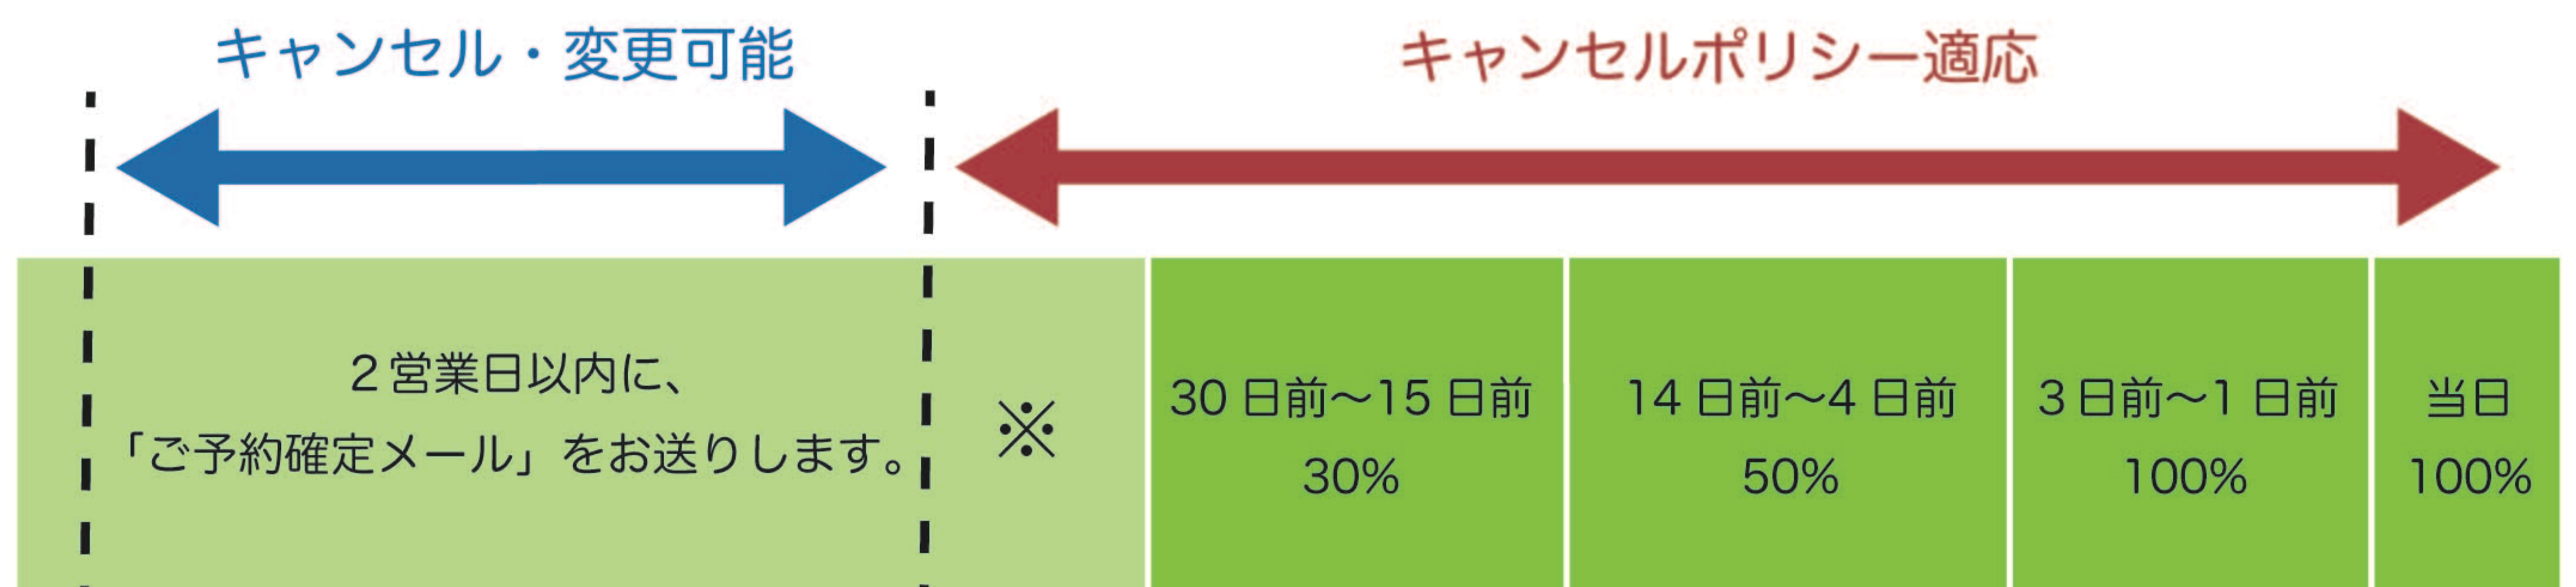 キャンセル・変更可能
キャンセルポリシー適応
２営業日以内に、
「ご予約確定メール」をお送りします。
※
30 日前〜15 日前
30%
14 日前〜4 日前
50%
3 日前〜1 日前
100%
当日
100%